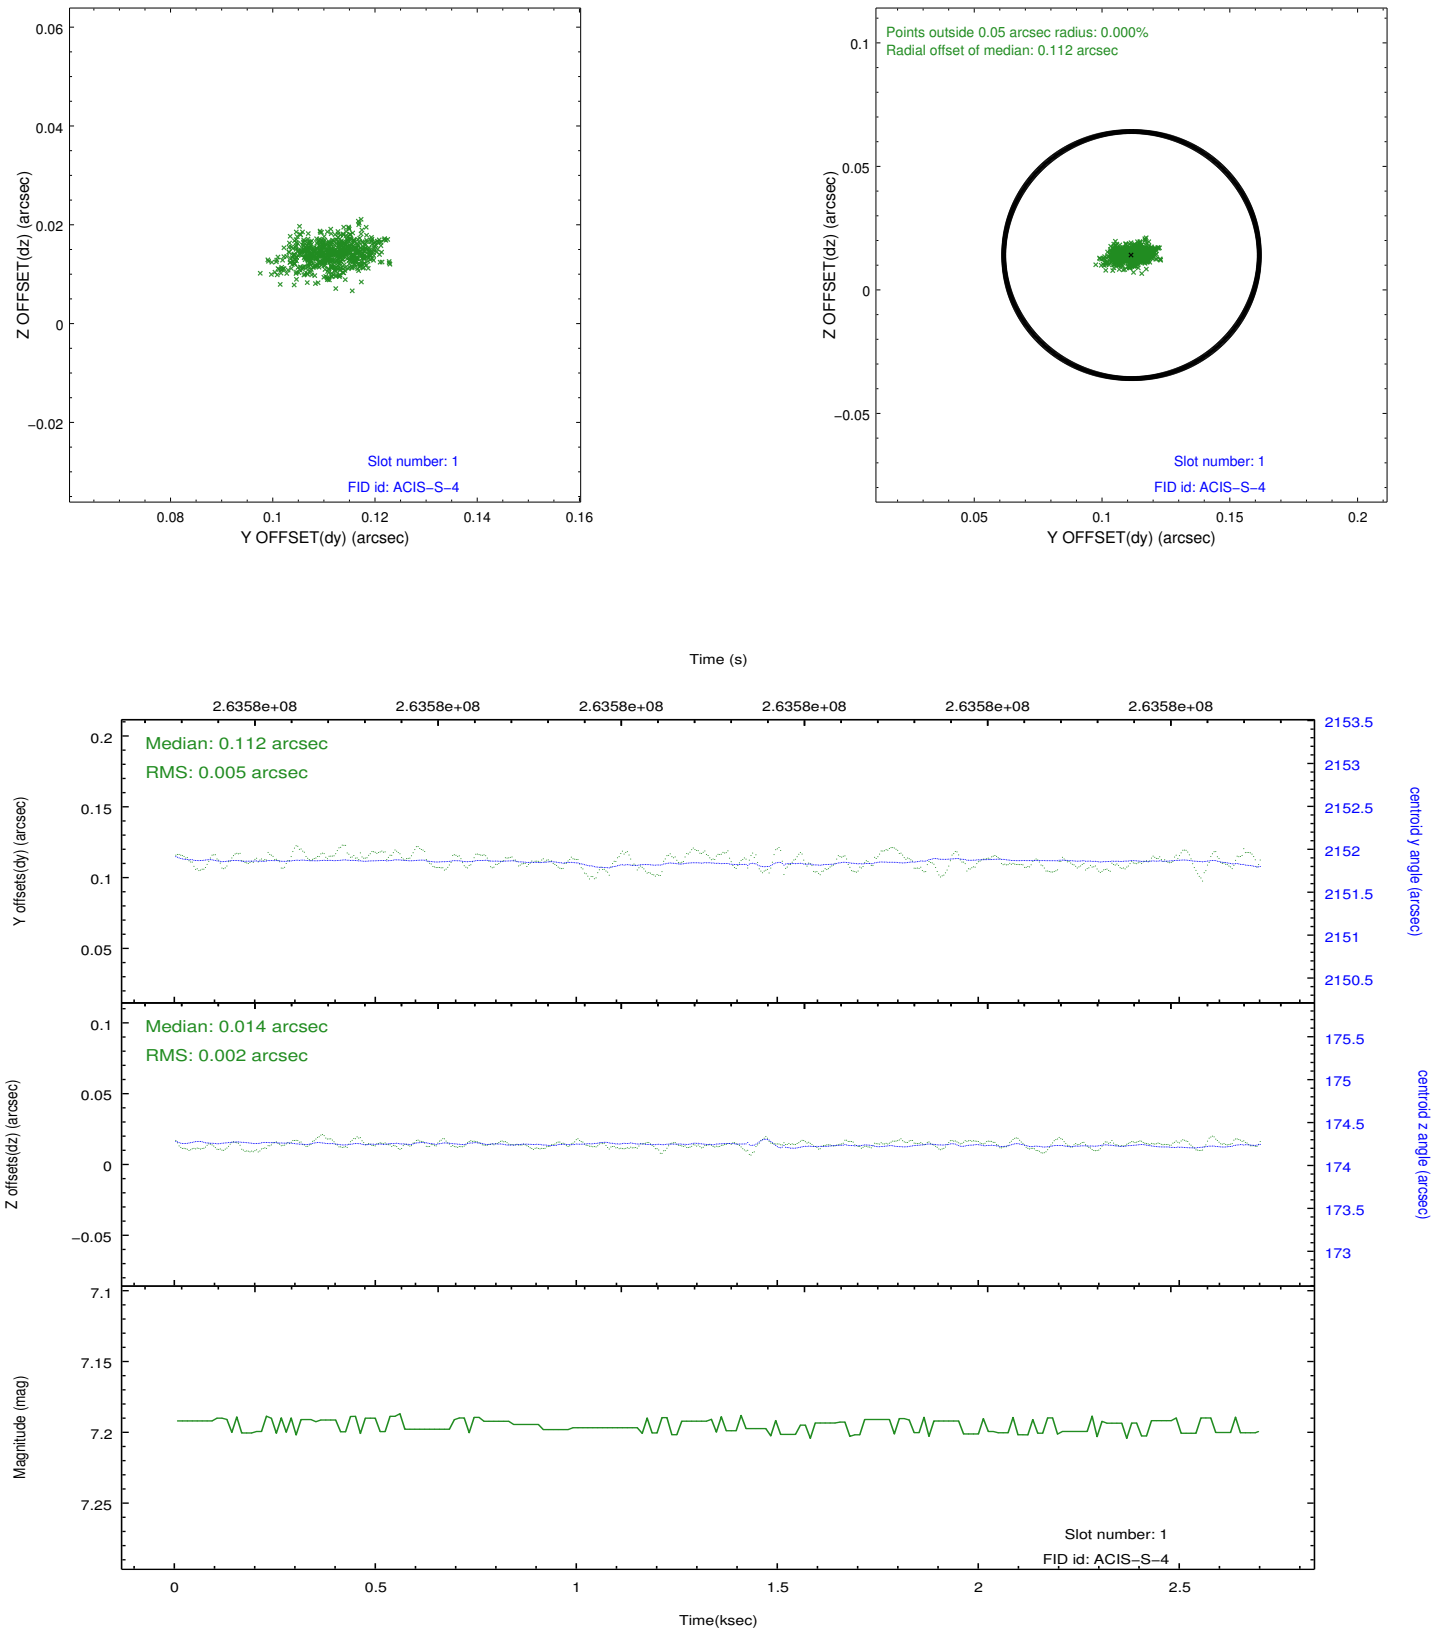 0.06
0.04
0.02
0
−0.02
Z OFFSET(dz) (arcsec)
Slot number: 1
FID id: ACIS−S−4
0.08 0.1 0.12 0.14 0.16
Y OFFSET(dy) (arcsec)
Points outside 0.05 arcsec radius: 0.000%
Radial offset of median: 0.112 arcsec
0.1
0.05
0
−0.05
Z OFFSET(dz) (arcsec)
Slot number: 1
FID id: ACIS−S−4
0.05 0.1 0.15 0.2
Y OFFSET(dy) (arcsec)
Time (s)
2.6358e+08 2.6358e+08 2.6358e+08 2.6358e+08 2.6358e+08 2.6358e+08
Median: 0.112 arcsec
RMS: 0.005 arcsec
0.2
0.15
0.1
0.05
Y offsets(dy) (arcsec)
2153.5
2153
2152.5
2152
2151.5
2151
2150.5
centroid y angle (arcsec)
Median: 0.014 arcsec
RMS: 0.002 arcsec
0.1
0.05
0
−0.05
Z offsets(dz) (arcsec)
175.5
175
174.5
174
173.5
173
centroid z angle (arcsec)
7.1
7.15
7.2
7.25
Magnitude (mag)
Slot number: 1
FID id: ACIS−S−4
0 0.5 1 1.5 2 2.5
Time(ksec)